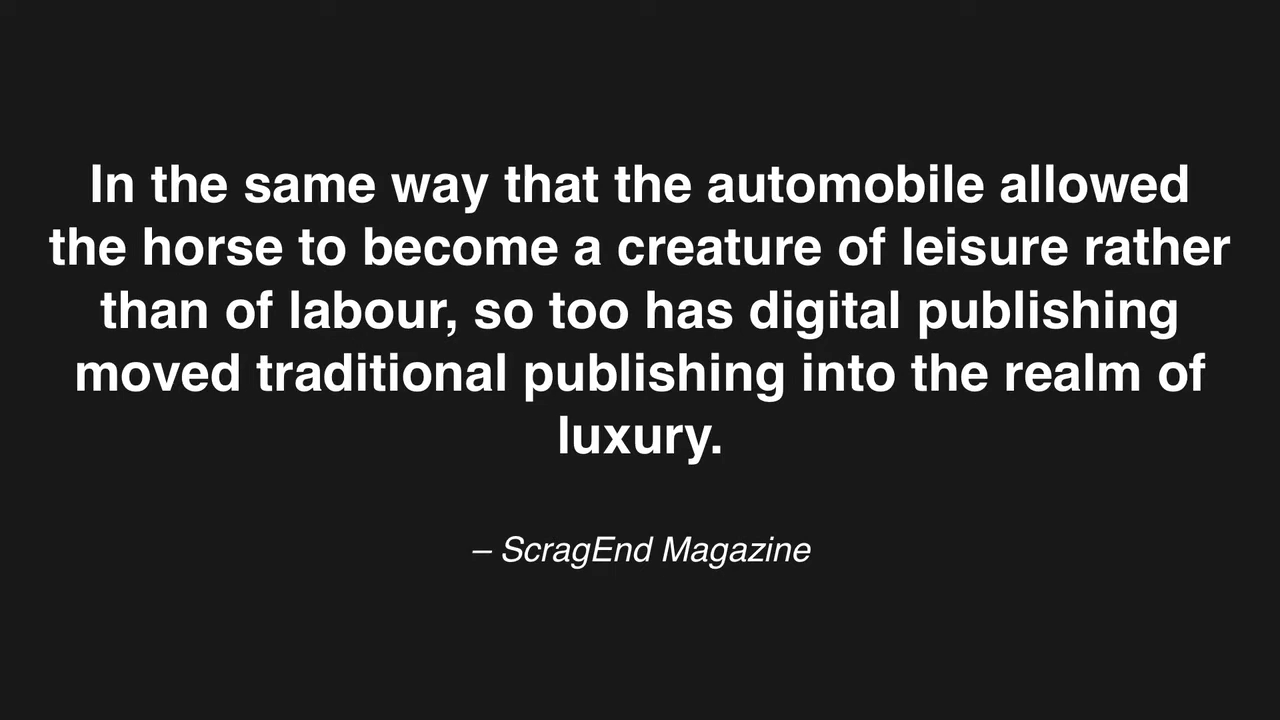 In the same way that the automobile allowed
the horse to become a creature of leisure rather
than of labour, so too has digital publishing
moved traditional publishing into the realm of
luxury.
– ScragEnd Magazine